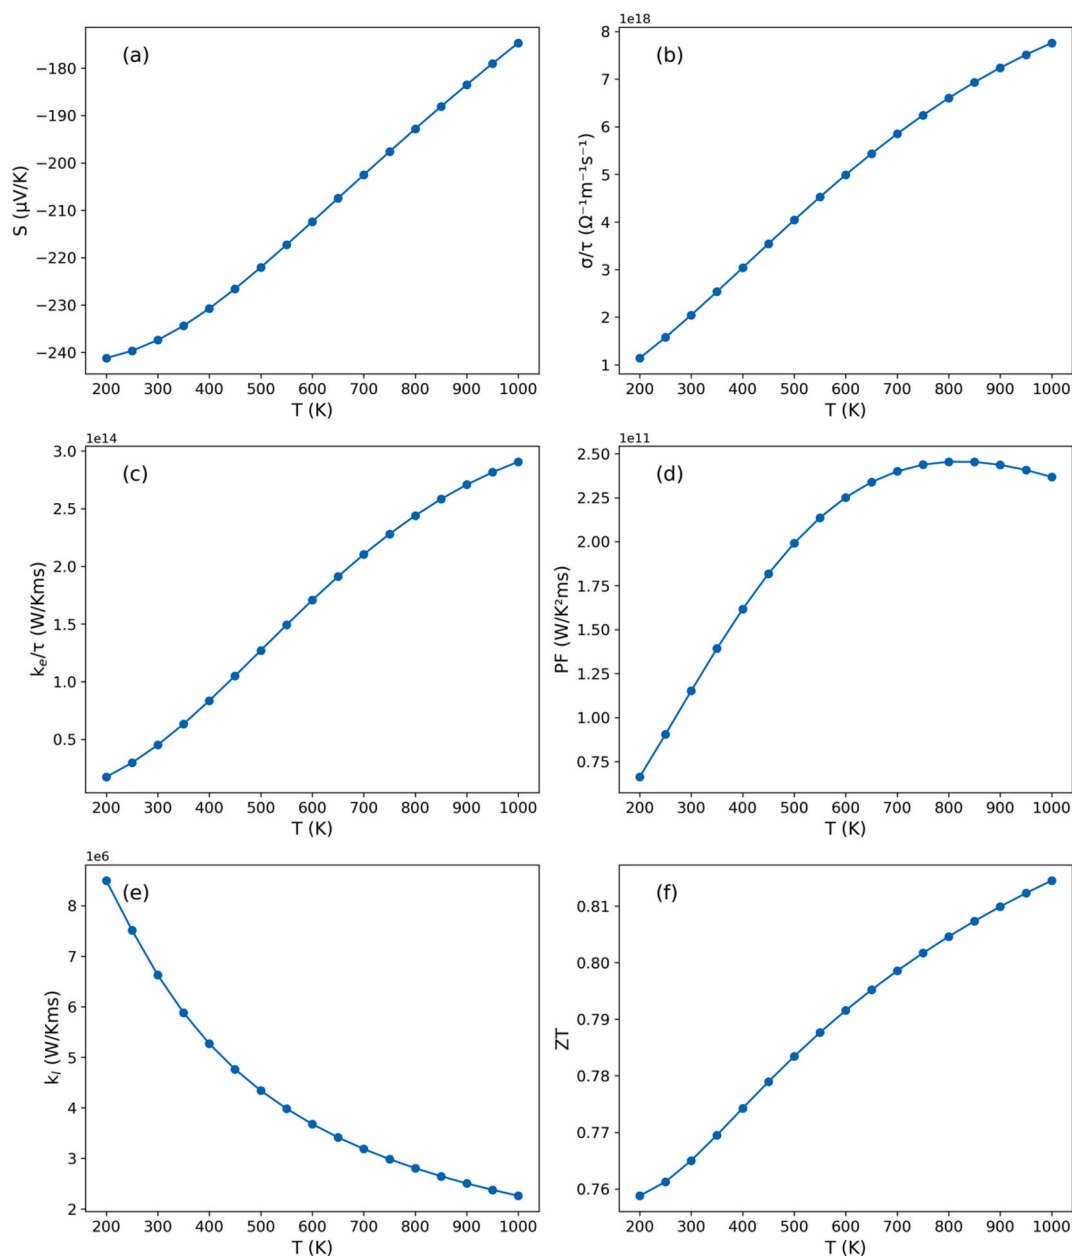 (a)
S (µV/K)
−180
−190
−200
−210
−220
−230
−240
200 300 400 500 600 700 800 900 1000
T (K)
1e18
(b)
σ/τ (Ω⁻¹m⁻¹s⁻¹)
8
7
6
5
4
3
2
1
200 300 400 500 600 700 800 900 1000
T (K)
1e14
(c)
kₑ/τ (W/Kms)
3.0
2.5
2.0
1.5
1.0
0.5
200 300 400 500 600 700 800 900 1000
T (K)
1e11
(d)
PF (W/K²ms)
2.50
2.25
2.00
1.75
1.50
1.25
1.00
0.75
200 300 400 500 600 700 800 900 1000
T (K)
1e6
(e)
kₗ (W/Kms)
8
7
6
5
4
3
2
200 300 400 500 600 700 800 900 1000
T (K)
(f)
ZT
0.81
0.80
0.79
0.78
0.77
0.76
200 300 400 500 600 700 800 900 1000
T (K)